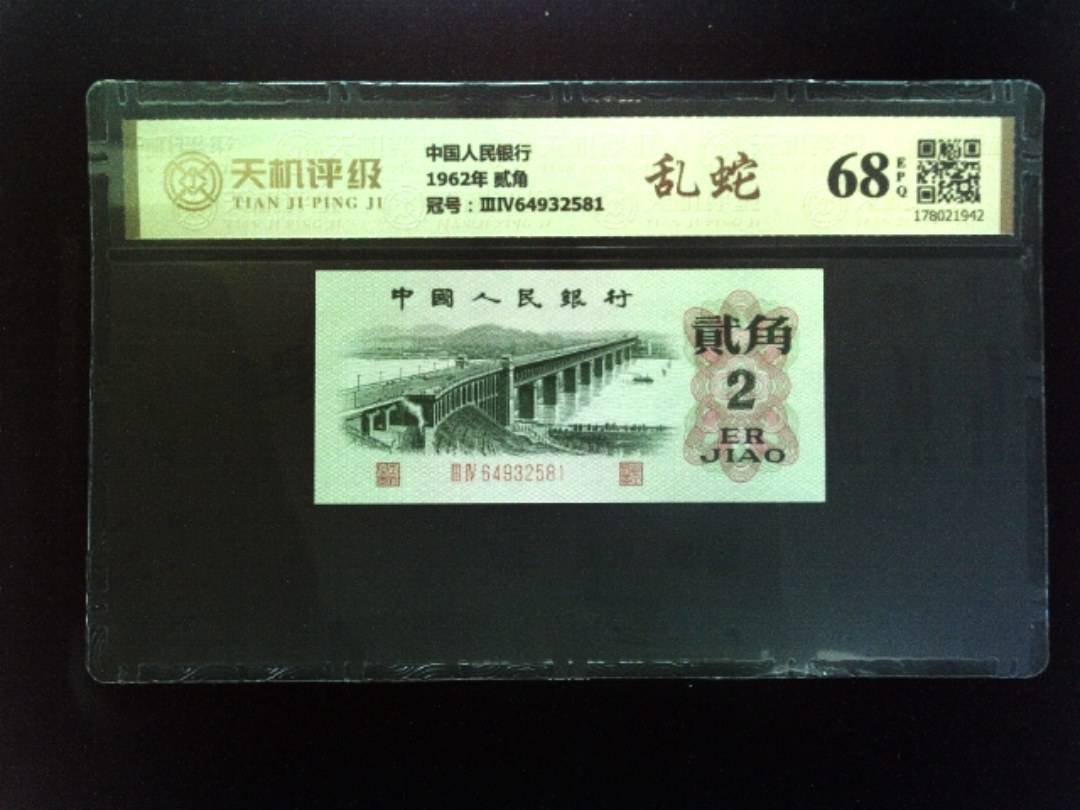 天机评级
TIAN JI PING JI
中国人民银行
1962年 贰角
冠号：ⅢⅣ64932581
乱蛇
68
EPQ
178021942
中國人民銀行
貳角
2
ER
JIAO
ⅢⅣ64932581